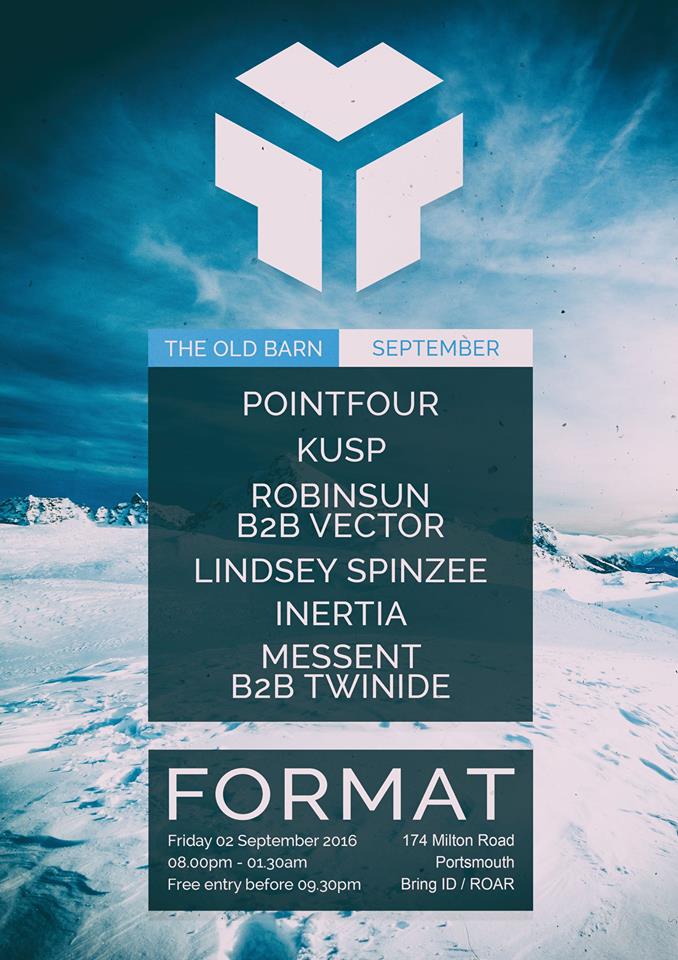 THE OLD BARN
SEPTEMBER
POINTFOUR
KUSP
ROBINSUN
B2B VECTOR
LINDSEY SPINZEE
INERTIA
MESSENT
B2B TWINIDE
FORMAT
Friday 02 September 2016
08.00pm - 01.30am
Free entry before 09.30pm
174 Milton Road
Portsmouth
Bring ID / ROAR